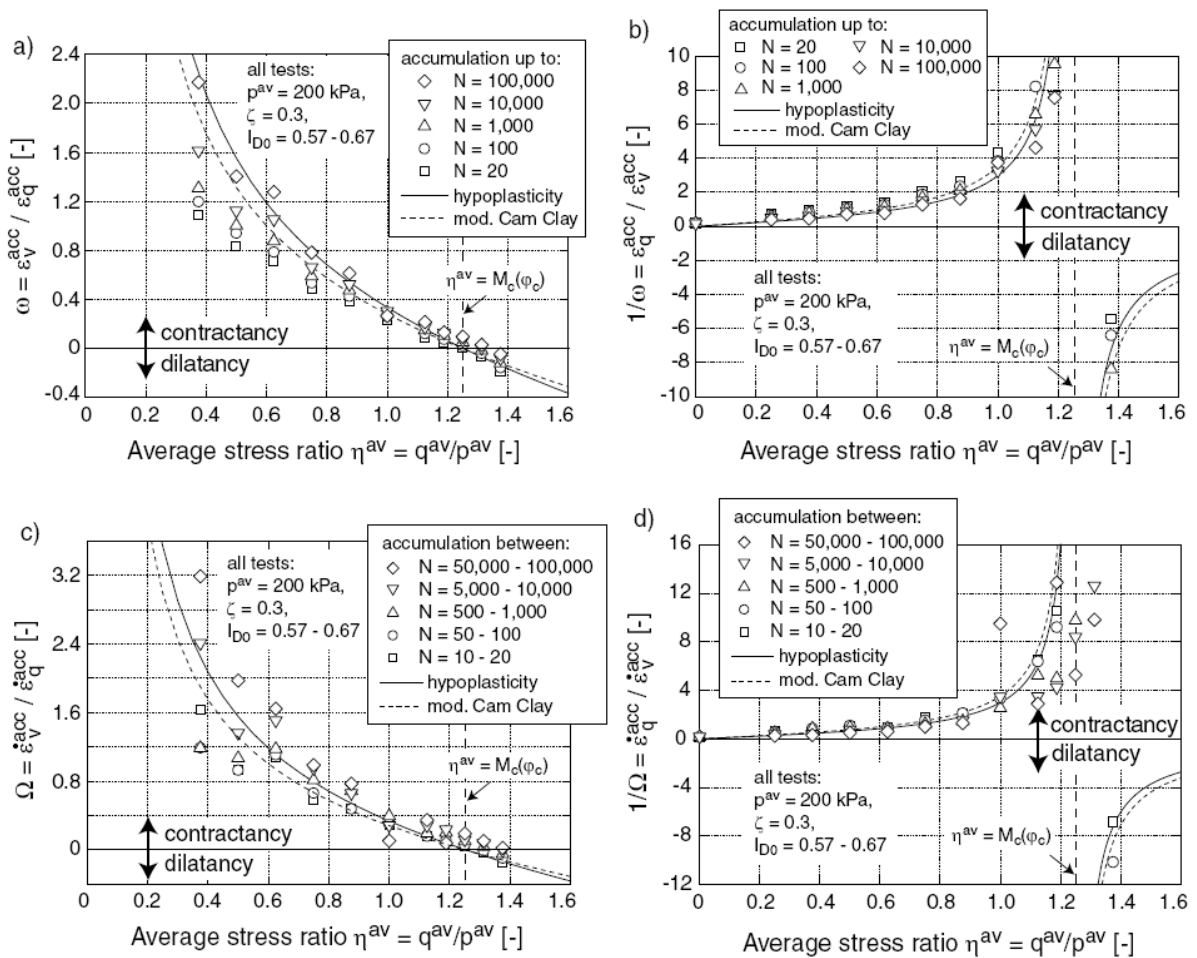 a)
ω = ε_v^acc / ε_q^acc [-]
2.4
2.0
1.6
1.2
0.8
0.4
0
-0.4
all tests:
p^av = 200 kPa,
ζ = 0.3,
I_D0 = 0.57 - 0.67
accumulation up to:
N = 100,000
N = 10,000
N = 1,000
N = 100
N = 20
hypoplasticity
mod. Cam Clay
η^av = M_c(φ_c)
contractancy
dilatancy
0 0.2 0.4 0.6 0.8 1.0 1.2 1.4 1.6
Average stress ratio η^av = q^av/p^av [-]
b)
1/ω = ε_q^acc / ε_v^acc [-]
10
8
6
4
2
0
-2
-4
-6
-8
-10
accumulation up to:
N = 20 N = 10,000
N = 100 N = 100,000
N = 1,000
hypoplasticity
mod. Cam Clay
contractancy
dilatancy
all tests:
p^av = 200 kPa,
ζ = 0.3,
I_D0 = 0.57 - 0.67
η^av = M_c(φ_c)
0 0.2 0.4 0.6 0.8 1.0 1.2 1.4 1.6
Average stress ratio η^av = q^av/p^av [-]
c)
Ω = ε̇_v^acc / ε̇_q^acc [-]
3.2
2.4
1.6
0.8
0
all tests:
p^av = 200 kPa,
ζ = 0.3,
I_D0 = 0.57 - 0.67
accumulation between:
N = 50,000 - 100,000
N = 5,000 - 10,000
N = 500 - 1,000
N = 50 - 100
N = 10 - 20
hypoplasticity
mod. Cam Clay
η^av = M_c(φ_c)
contractancy
dilatancy
0 0.2 0.4 0.6 0.8 1.0 1.2 1.4 1.6
Average stress ratio η^av = q^av/p^av [-]
d)
1/Ω = ε̇_q^acc / ε̇_v^acc [-]
16
12
8
4
0
-4
-8
-12
accumulation between:
N = 50,000 - 100,000
N = 5,000 - 10,000
N = 500 - 1,000
N = 50 - 100
N = 10 - 20
hypoplasticity
mod. Cam Clay
contractancy
dilatancy
all tests:
p^av = 200 kPa,
ζ = 0.3,
I_D0 = 0.57 - 0.67
η^av = M_c(φ_c)
0 0.2 0.4 0.6 0.8 1.0 1.2 1.4 1.6
Average stress ratio η^av = q^av/p^av [-]